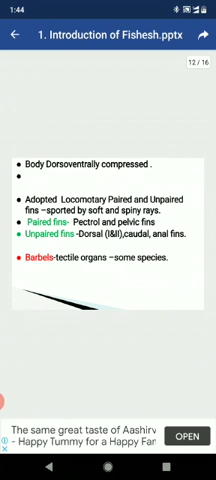 1:44
1. Introduction of Fishesh.pptx
12 / 16
Body Dorsoventrally compressed .
Adopted Locomotary Paired and Unpaired
fins –sported by soft and spiny rays.
Paired fins- Pectrol and pelvic fins
Unpaired fins -Dorsal (I&II),caudal, anal fins.
Barbels-tactile organs –some species.
The same great taste of Aashirv
- Happy Tummy for a Happy Fam
OPEN